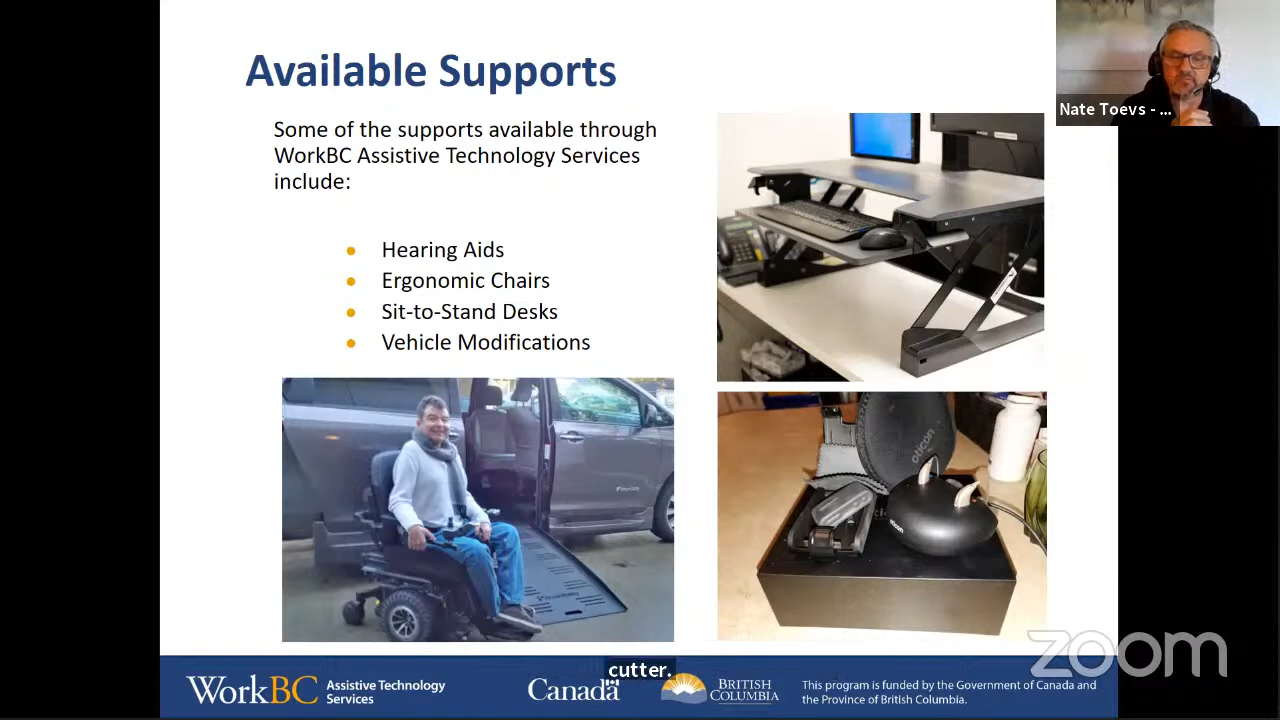 Available Supports
Nate Toevs - ...
Some of the supports available through
WorkBC Assistive Technology Services
include:
Hearing Aids
Ergonomic Chairs
Sit-to-Stand Desks
Vehicle Modifications
oticon
oticon
zoom
cutter.
WorkBC Assistive Technology
Services
Canada
BRITISH
COLUMBIA
This program is funded by the Government of Canada and
the Province of British Columbia.